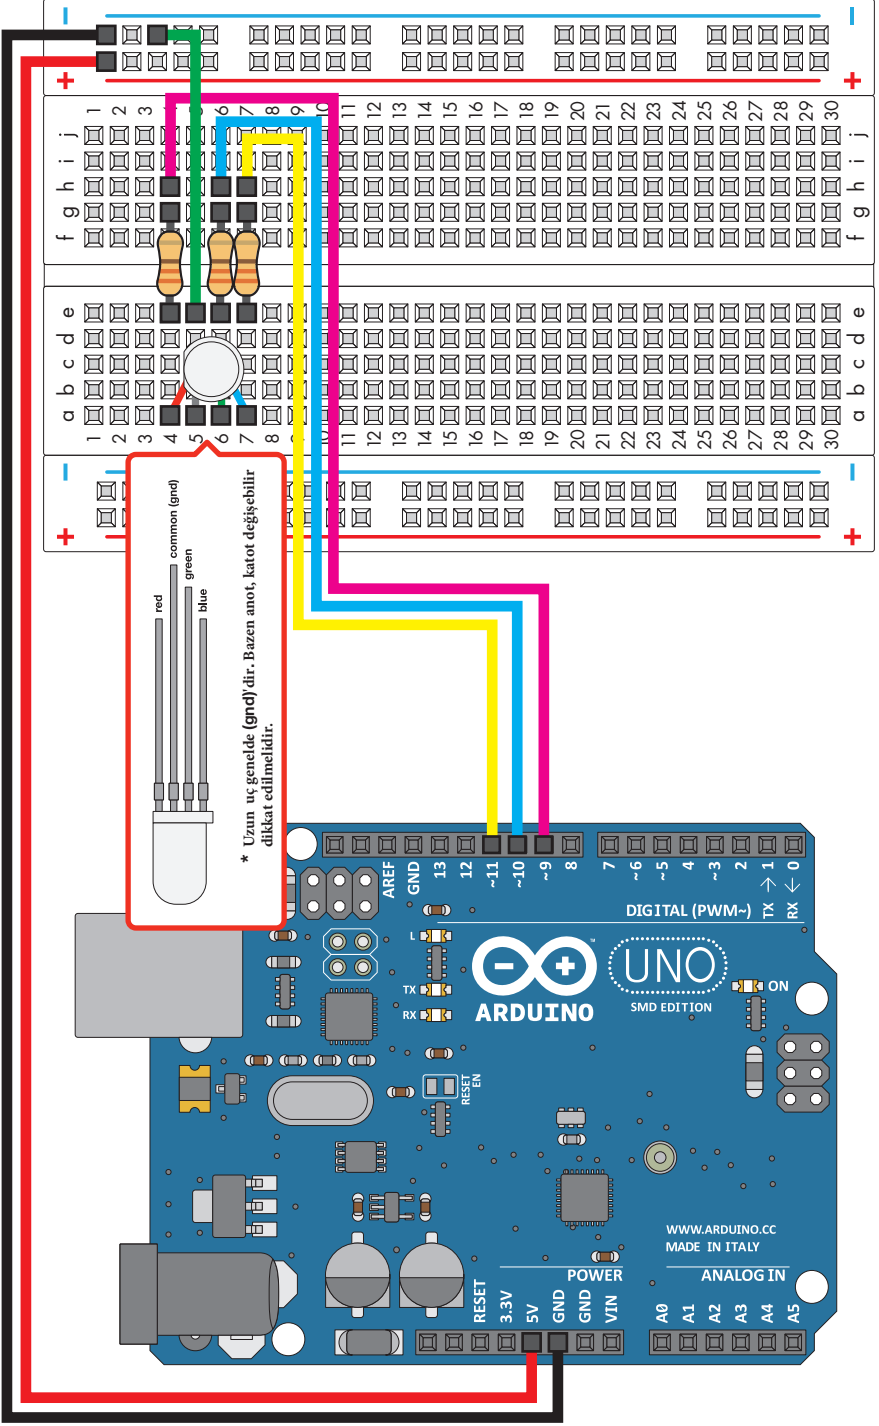 − −
+ +
1 2 3 5 6 7 8 9 10 11 12 13 14 15 16 17 18 19 20 21 22 23 24 25 26 27 28 29 30
j j
i i
h h
g g
f f
e e
d d
c c
b b
a a
1 2 3 4 5 6 7 8 9 10 11 12 13 14 15 16 17 18 19 20 21 22 23 24 25 26 27 28 29 30
− −
+ +
red
common (gnd)
green
blue
* Uzun uç genelde (gnd)'dir. Bazen anot, katot değişebilir
dikkat edilmelidir.
AREF
GND
13
12
~11
~10
~9
8
7
~6
~5
4
~3
2
TX → 1
RX ← 0
DIGITAL (PWM~)
L
TX
RX
ARDUINO
™
UNO
SMD EDITION
ON
RESET
EN
WWW.ARDUINO.CC
MADE IN ITALY
POWER
ANALOG IN
RESET
3.3V
5V
GND
GND
VIN
A0
A1
A2
A3
A4
A5